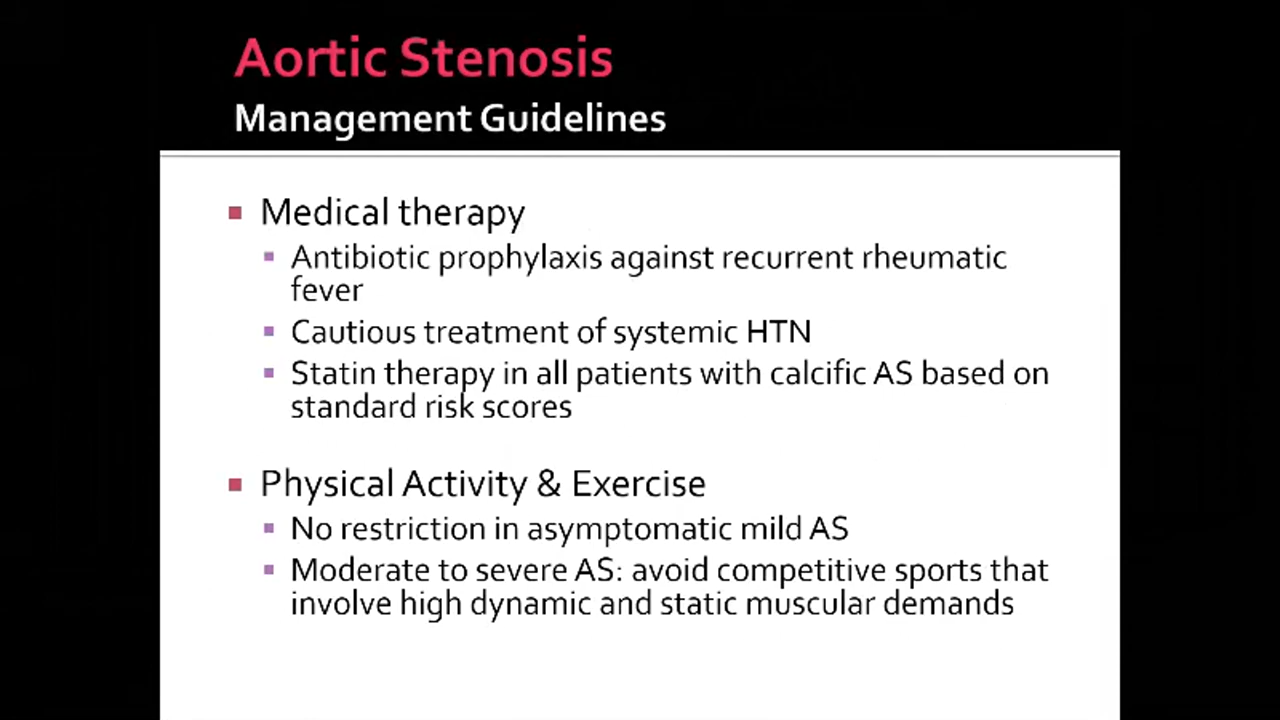 Aortic Stenosis
Management Guidelines
Medical therapy
Antibiotic prophylaxis against recurrent rheumatic
fever
Cautious treatment of systemic HTN
Statin therapy in all patients with calcific AS based on
standard risk scores
Physical Activity & Exercise
No restriction in asymptomatic mild AS
Moderate to severe AS: avoid competitive sports that
involve high dynamic and static muscular demands